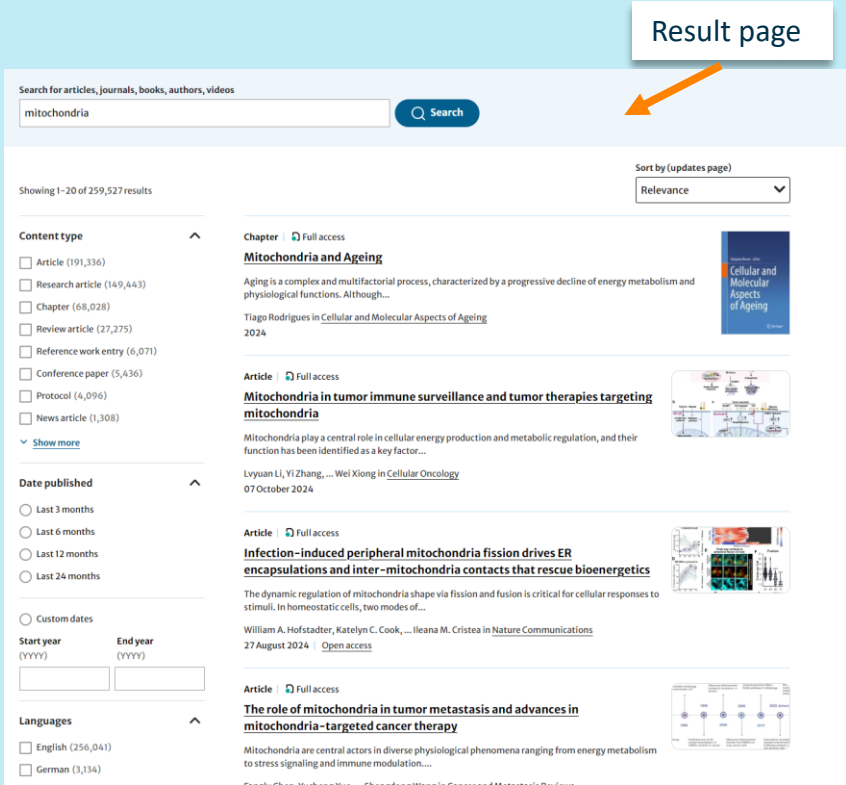 Result page
Search for articles, journals, books, authors, videos
mitochondria
Search
Sort by (updates page)
Showing 1-20 of 259,527 results
Relevance
Content type
Article (191,336)
Research article (149,443)
Chapter (68,028)
Review article (27,275)
Reference work entry (6,071)
Conference paper (5,436)
Protocol (4,096)
News article (1,308)
Show more
Date published
Last 3 months
Last 6 months
Last 12 months
Last 24 months
Custom dates
Start year
(YYYY)
End year
(YYYY)
Languages
English (256,041)
German (3,134)
Chapter Full access
Mitochondria and Ageing
Aging is a complex and multifactorial process, characterized by a progressive decline of energy metabolism and
physiological functions. Although...
Tiago Rodrigues in Cellular and Molecular Aspects of Ageing
2024
Cellular and
Molecular
Aspects
of Ageing
Article Full access
Mitochondria in tumor immune surveillance and tumor therapies targeting
mitochondria
Mitochondria play a central role in cellular energy production and metabolic regulation, and their
function has been identified as a key factor...
Lvyuan Li, Yi Zhang, ... Wei Xiong in Cellular Oncology
07 October 2024
Article Full access
Infection-induced peripheral mitochondria fission drives ER
encapsulations and inter-mitochondria contacts that rescue bioenergetics
The dynamic regulation of mitochondria shape via fission and fusion is critical for cellular responses to
stimuli. In homeostatic cells, two modes of...
William A. Hofstadter, Katelyn C. Cook, ... Ileana M. Cristea in Nature Communications
27 August 2024 Open access
Article Full access
The role of mitochondria in tumor metastasis and advances in
mitochondria-targeted cancer therapy
Mitochondria are central actors in diverse physiological phenomena ranging from energy metabolism
to stress signaling and immune modulation....